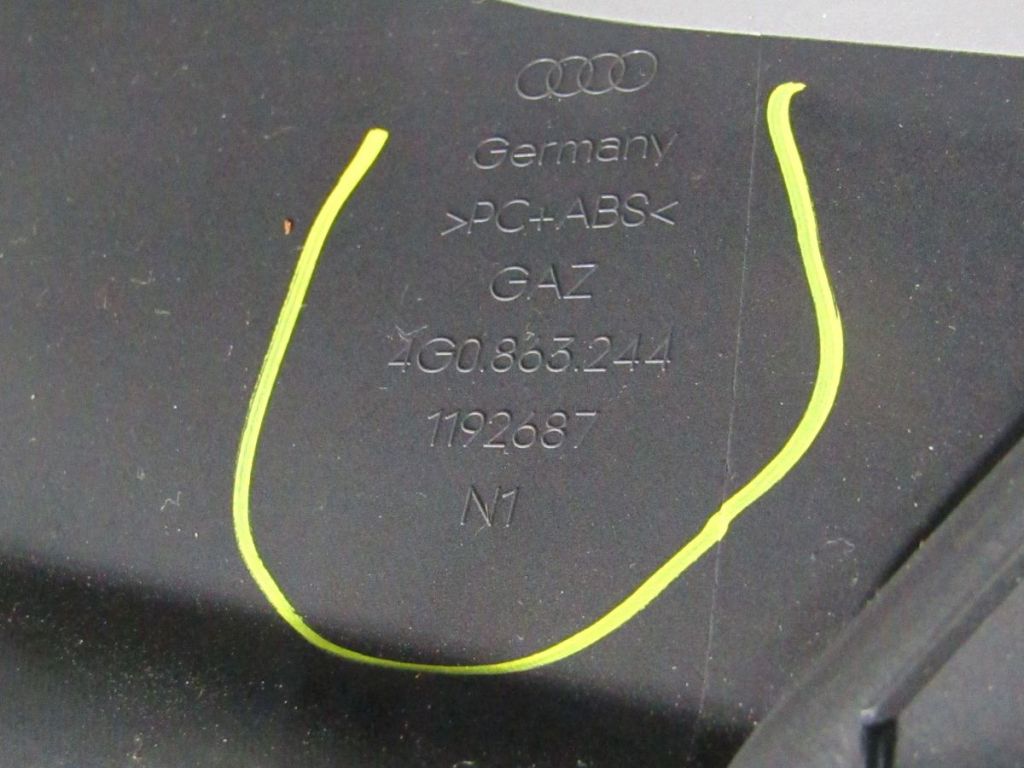 Germany
>PC+ABS<
GAZ
4G0.863.244
1192687
N1